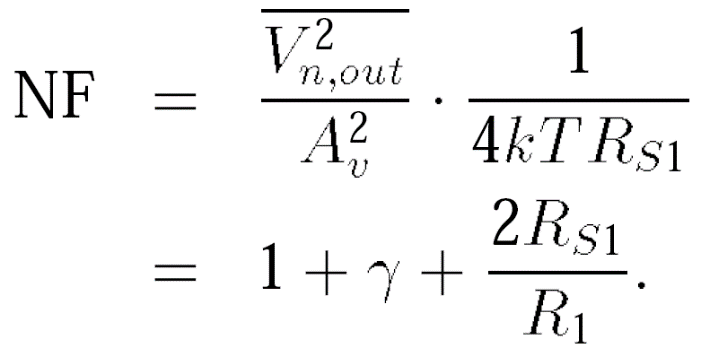 NF = \frac{\overline{V_{n,out}^2}}{A_v^2} \cdot \frac{1}{4kTR_{S1}}
= 1 + \gamma + \frac{2R_{S1}}{R_1}.